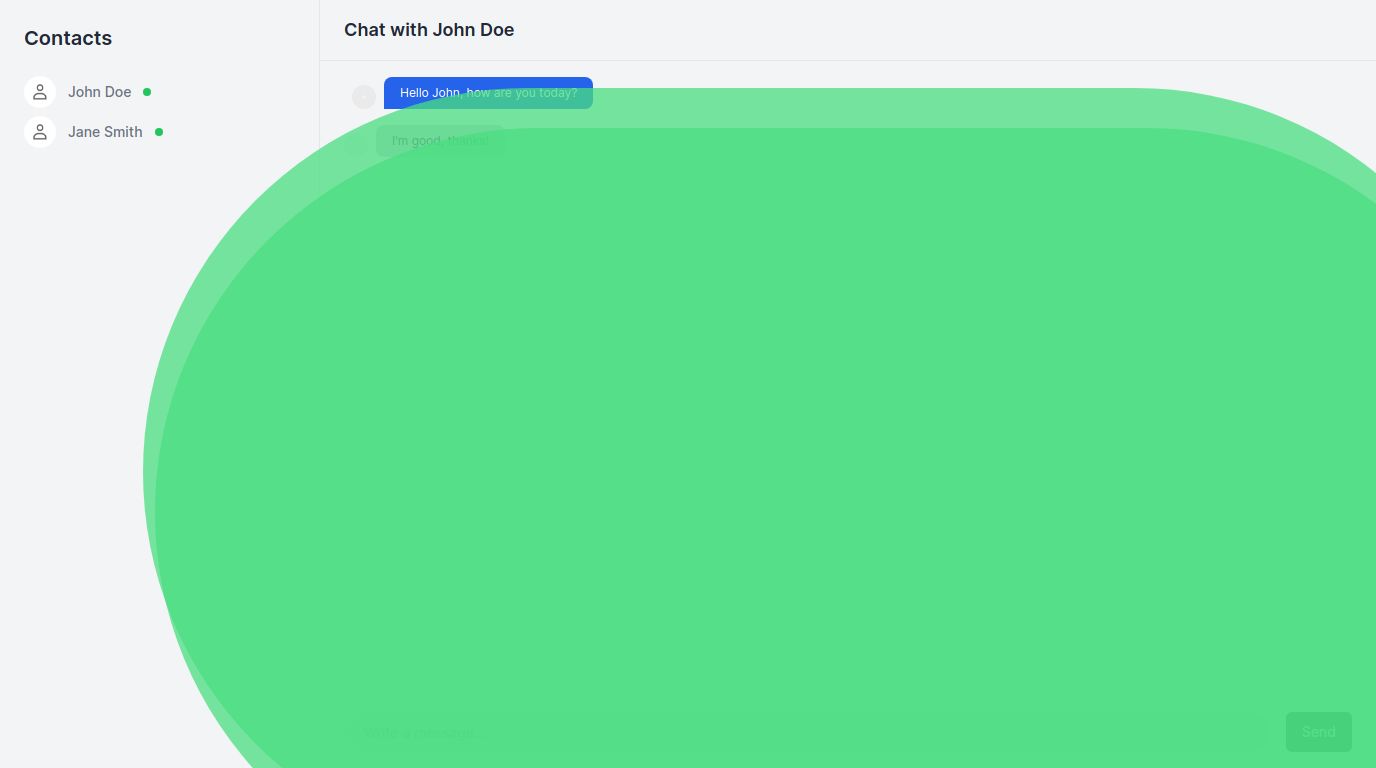 Contacts
John Doe
Jane Smith
Chat with John Doe
Hello John, how are you today?
I'm good, thanks!
Write a message...
Send